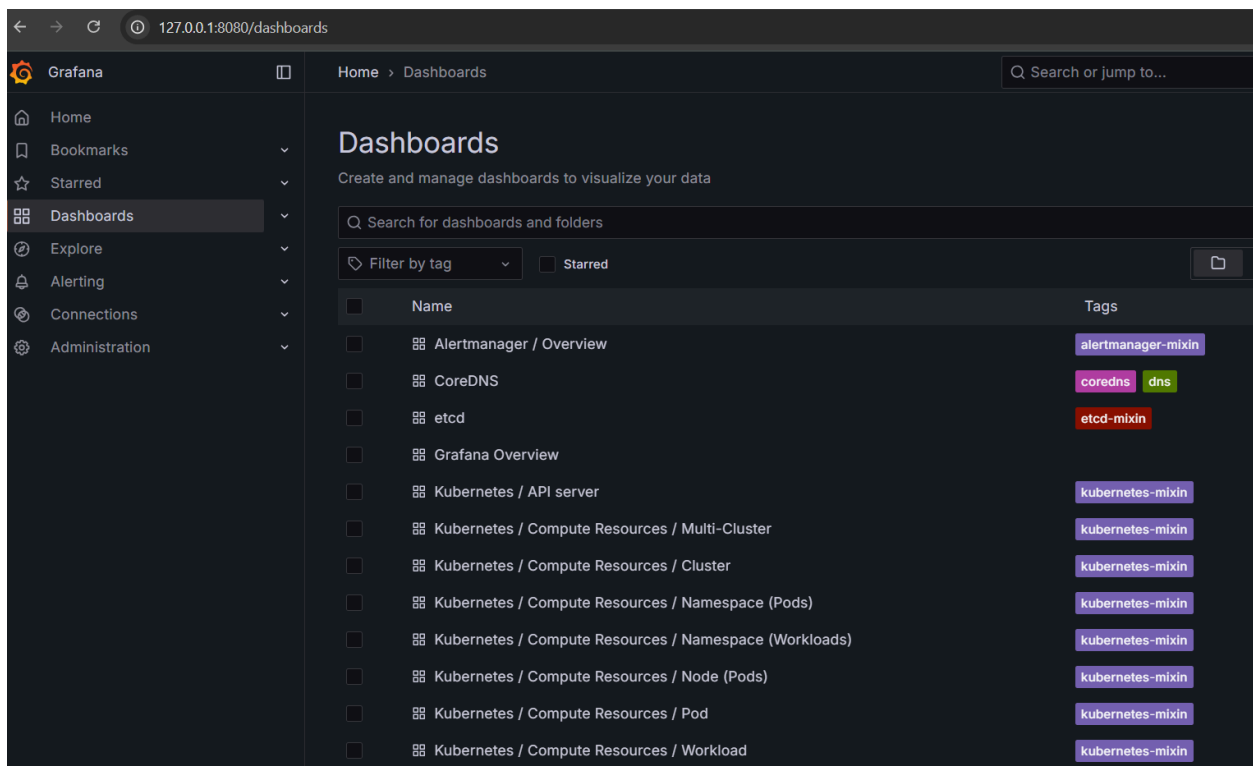 127.0.0.1:8080/dashboards
Grafana
Home › Dashboards
Search or jump to...
Home
Bookmarks
Starred
Dashboards
Explore
Alerting
Connections
Administration
Dashboards
Create and manage dashboards to visualize your data
Search for dashboards and folders
Filter by tag Starred
Name Tags
Alertmanager / Overview alertmanager-mixin
CoreDNS coredns dns
etcd etcd-mixin
Grafana Overview
Kubernetes / API server kubernetes-mixin
Kubernetes / Compute Resources / Multi-Cluster kubernetes-mixin
Kubernetes / Compute Resources / Cluster kubernetes-mixin
Kubernetes / Compute Resources / Namespace (Pods) kubernetes-mixin
Kubernetes / Compute Resources / Namespace (Workloads) kubernetes-mixin
Kubernetes / Compute Resources / Node (Pods) kubernetes-mixin
Kubernetes / Compute Resources / Pod kubernetes-mixin
Kubernetes / Compute Resources / Workload kubernetes-mixin